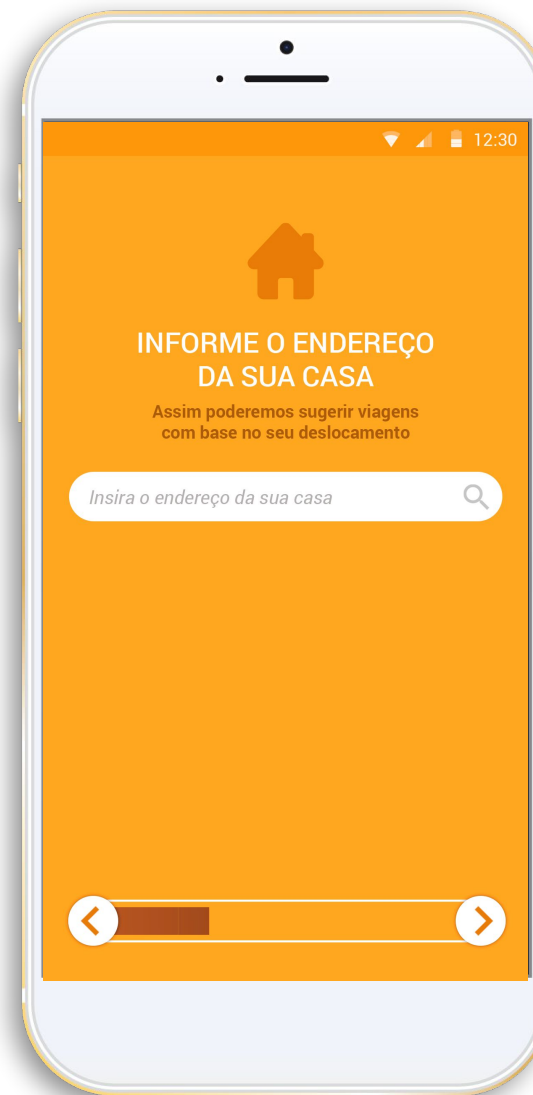 12:30
INFORME O ENDEREÇO
DA SUA CASA
Assim poderemos sugerir viagens
com base no seu deslocamento
Insira o endereço da sua casa